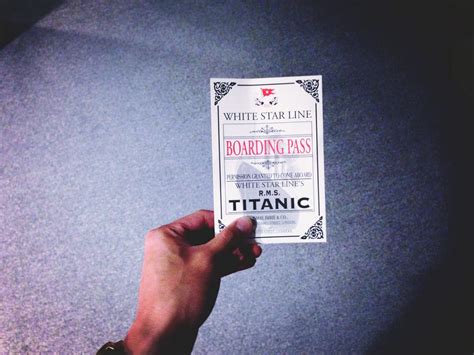 WHITE STAR LINE
BOARDING PASS
PERMISSION GRANTED TO COME ABOARD
WHITE STAR LINE'S
R.M.S.
TITANIC